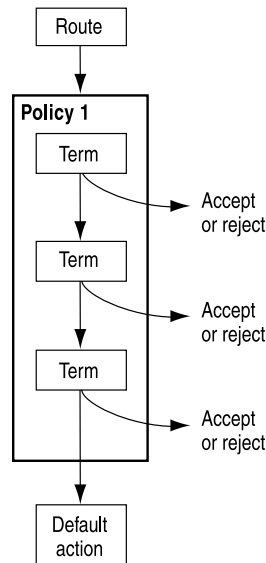 Route
Policy 1
Term
Accept
or reject
Term
Accept
or reject
Term
Accept
or reject
Default
action